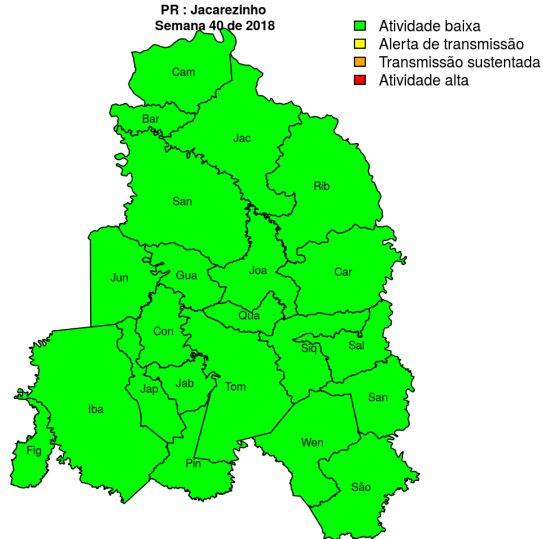 PR : Jacarezinho
Semana 40 de 2018
Atividade baixa
Alerta de transmissão
Transmissão sustentada
Atividade alta
Cam
Bar
Jac
Rib
San
Jun
Gua
Joa
Car
Qua
Con
Siq
Sal
Jap
Jab
Tom
San
Iba
Wen
Fig
Pin
São